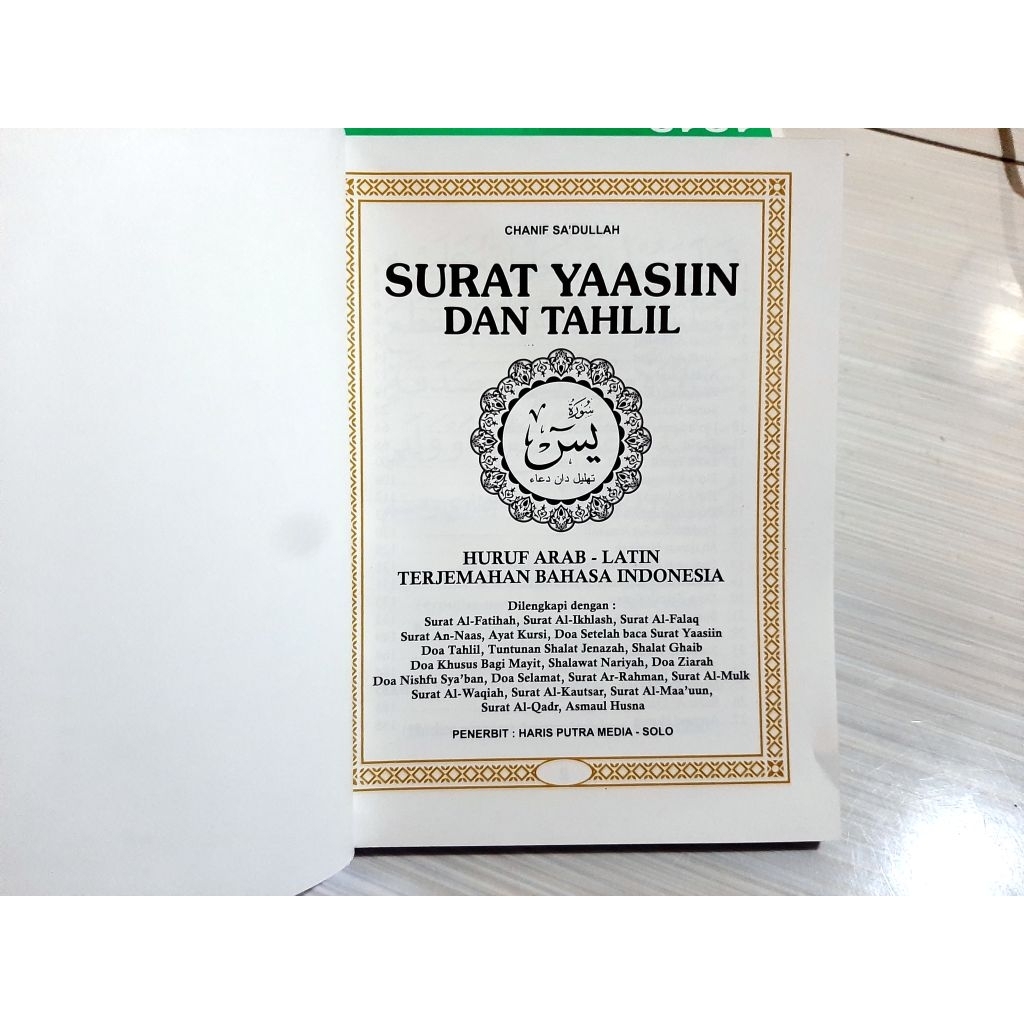 CHANIF SA'DULLAH
SURAT YAASIIN
DAN TAHLIL
سُورَةُ
يٰسٓ
تهليل دان دعاء
HURUF ARAB - LATIN
TERJEMAHAN BAHASA INDONESIA
Dilengkapi dengan :
Surat Al-Fatihah, Surat Al-Ikhlash, Surat Al-Falaq
Surat An-Naas, Ayat Kursi, Doa Setelah baca Surat Yaasiin
Doa Tahlil, Tuntunan Shalat Jenazah, Shalat Ghaib
Doa Khusus Bagi Mayit, Shalawat Nariyah, Doa Ziarah
Doa Nishfu Sya'ban, Doa Selamat, Surat Ar-Rahman, Surat Al-Mulk
Surat Al-Waqiah, Surat Al-Kautsar, Surat Al-Maa'uun,
Surat Al-Qadr, Asmaul Husna
PENERBIT : HARIS PUTRA MEDIA - SOLO